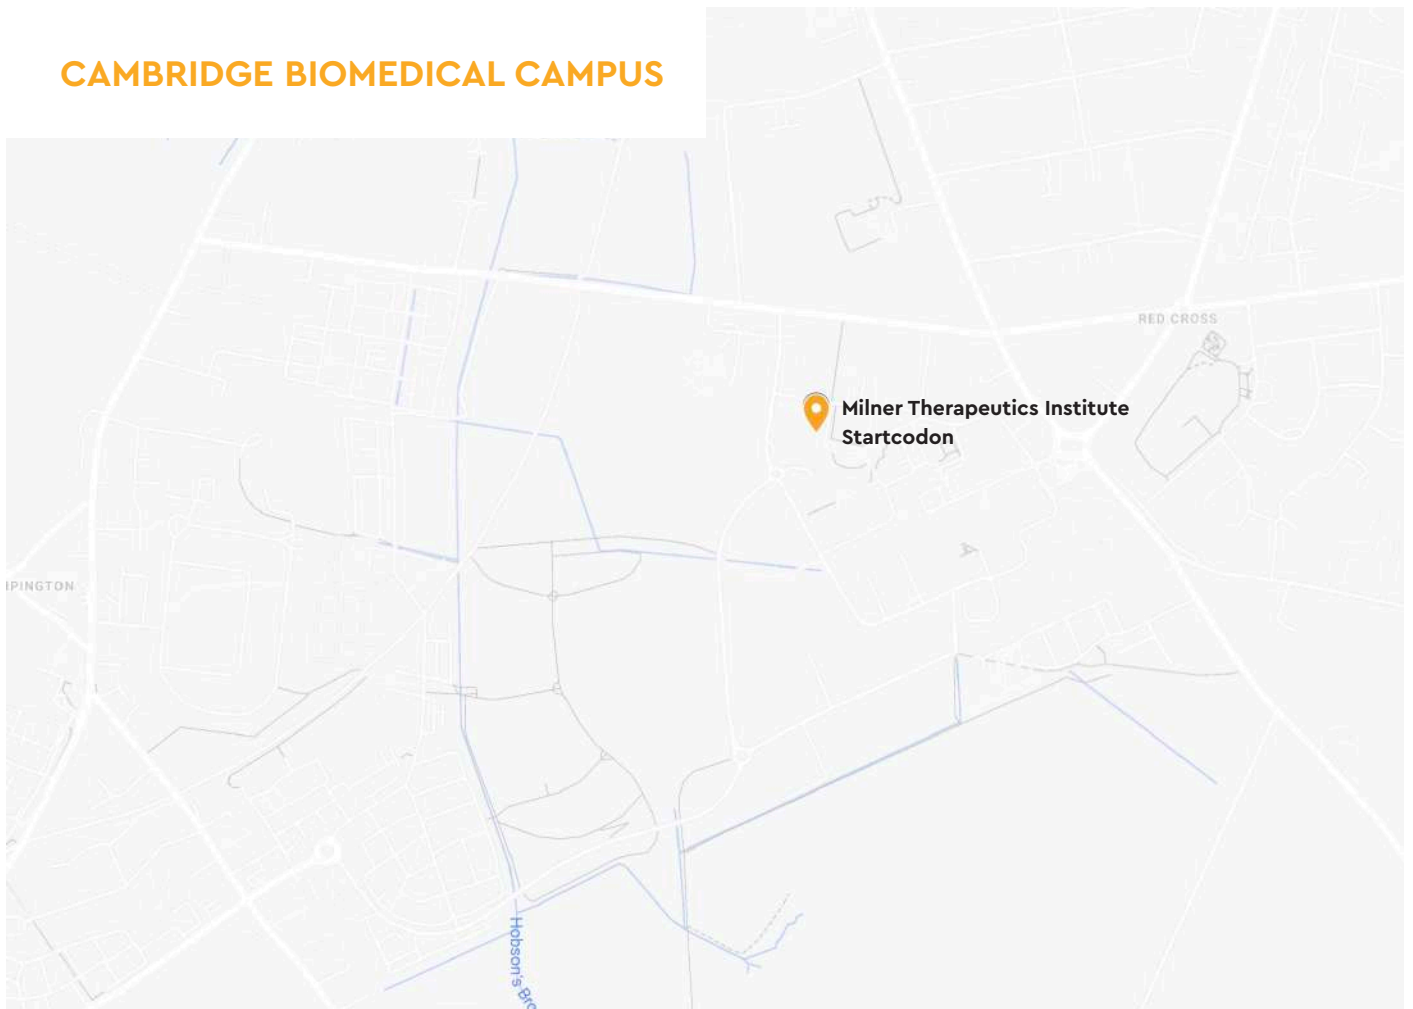 CAMBRIDGE BIOMEDICAL CAMPUS
RED CROSS
Milner Therapeutics Institute
Startcodon
IPINGTON
Hobson's Bro